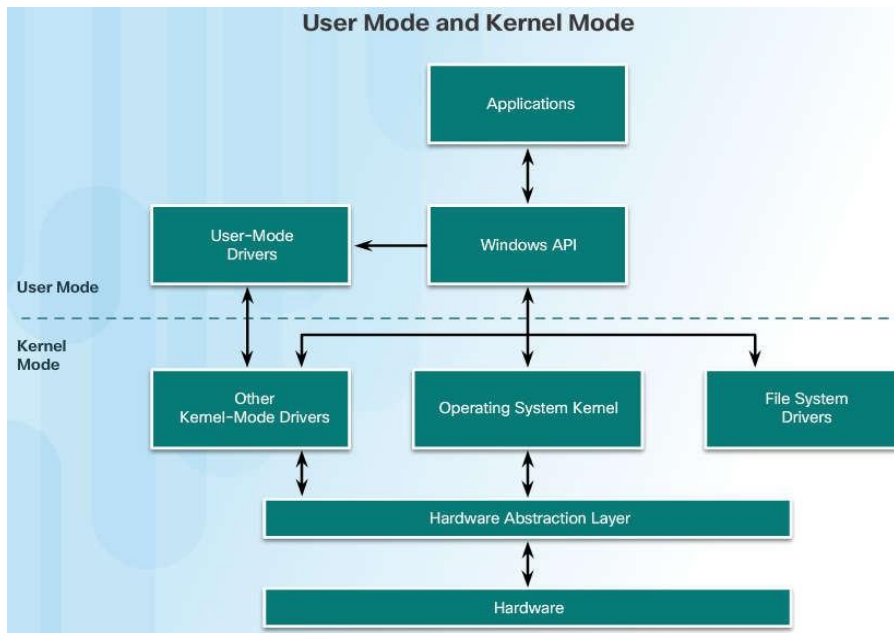 User Mode and Kernel Mode
Applications
User-Mode
Drivers
Windows API
User Mode
Kernel
Mode
Other
Kernel-Mode Drivers
Operating System Kernel
File System
Drivers
Hardware Abstraction Layer
Hardware